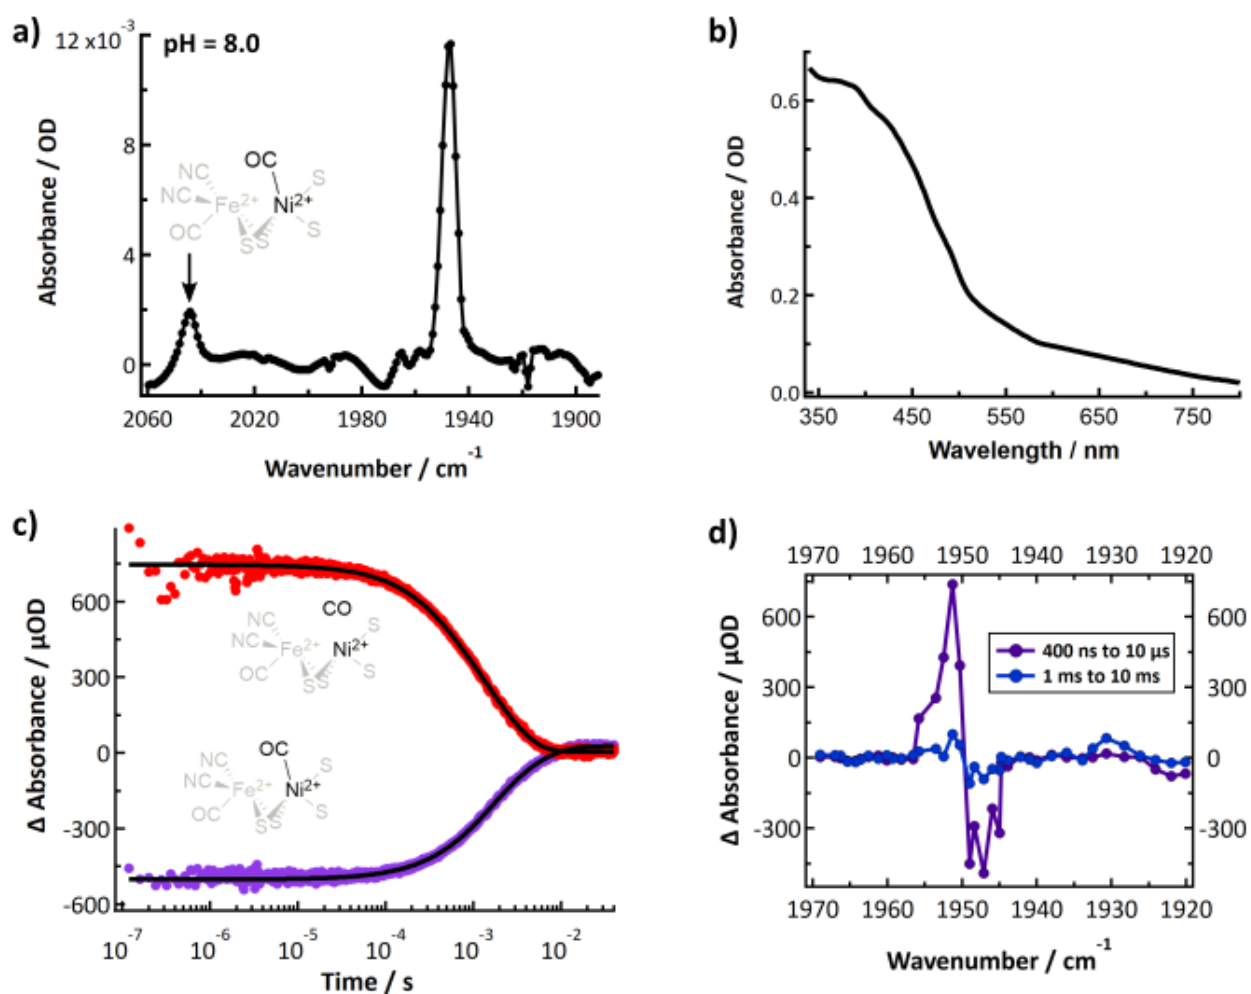 a)
pH = 8.0
12 x10⁻³
8
4
0
Absorbance / OD
OC
NC
NC
Fe²⁺
Ni²⁺
S
S
OC
S
S
2060
2020
1980
1940
1900
Wavenumber / cm⁻¹
b)
0.6
0.4
0.2
0.0
Absorbance / OD
350
450
550
650
750
Wavelength / nm
c)
600
300
0
-300
-600
Δ Absorbance / μOD
CO
NC
NC
Fe²⁺
Ni²⁺
S
S
OC
S
S
OC
NC
NC
Fe²⁺
Ni²⁺
S
S
OC
S
S
10⁻⁷
10⁻⁶
10⁻⁵
10⁻⁴
10⁻³
10⁻²
Time / s
d)
1970
1960
1950
1940
1930
1920
600
300
0
-300
Δ Absorbance / μOD
400 ns to 10 μs
1 ms to 10 ms
600
300
0
-300
1970
1960
1950
1940
1930
1920
Wavenumber / cm⁻¹